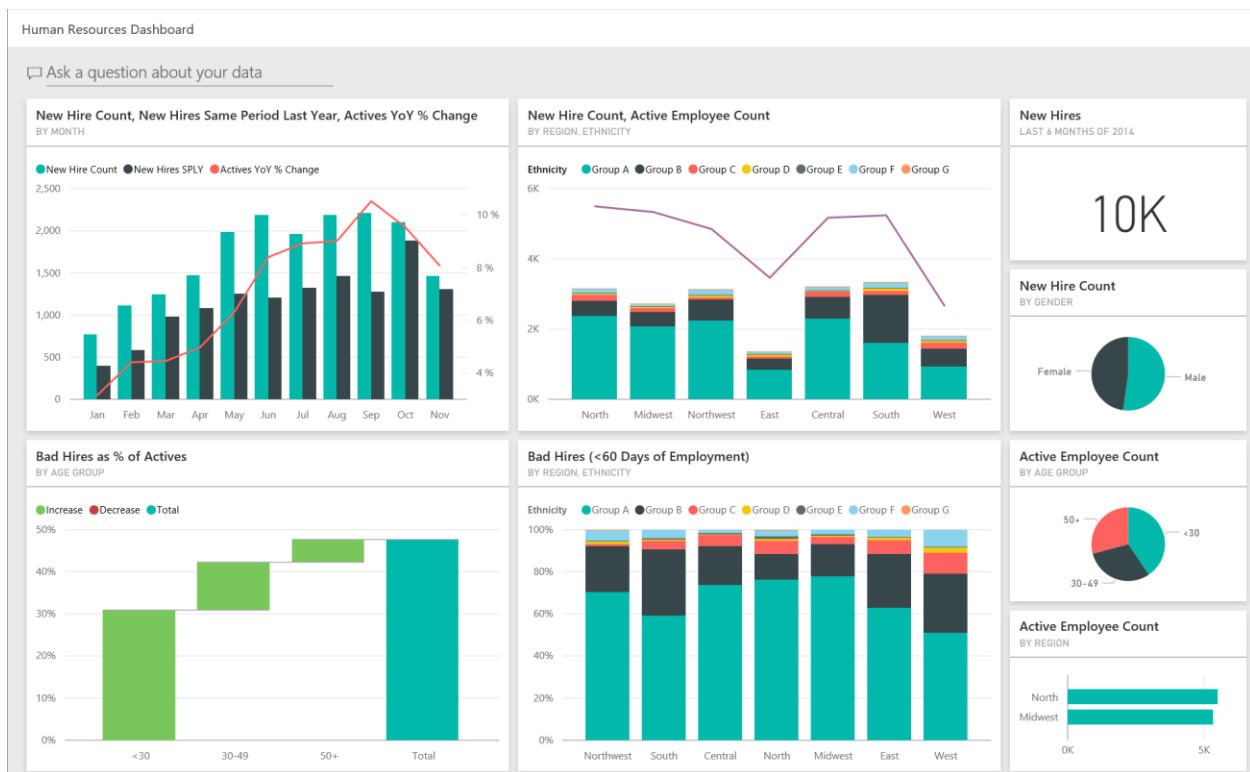 Human Resources Dashboard
Ask a question about your data
New Hire Count, New Hires Same Period Last Year, Actives YoY % Change
BY MONTH
New Hire Count New Hires SPLY Actives YoY % Change
2,500
2,000
1,500
1,000
500
0
10 %
8 %
6 %
4 %
Jan Feb Mar Apr May Jun Jul Aug Sep Oct Nov
New Hire Count, Active Employee Count
BY REGION, ETHNICITY
Ethnicity Group A Group B Group C Group D Group E Group F Group G
6K
4K
2K
0K
North Midwest Northwest East Central South West
New Hires
LAST 6 MONTHS OF 2014
10K
New Hire Count
BY GENDER
Female
Male
Bad Hires as % of Actives
BY AGE GROUP
Increase Decrease Total
50%
40%
30%
20%
10%
0%
<30 30-49 50+ Total
Bad Hires (<60 Days of Employment)
BY REGION, ETHNICITY
Ethnicity Group A Group B Group C Group D Group E Group F Group G
100%
80%
60%
40%
20%
0%
Northwest South Central North Midwest East West
Active Employee Count
BY AGE GROUP
50+
<30
30-49
Active Employee Count
BY REGION
North
Midwest
0K 5K